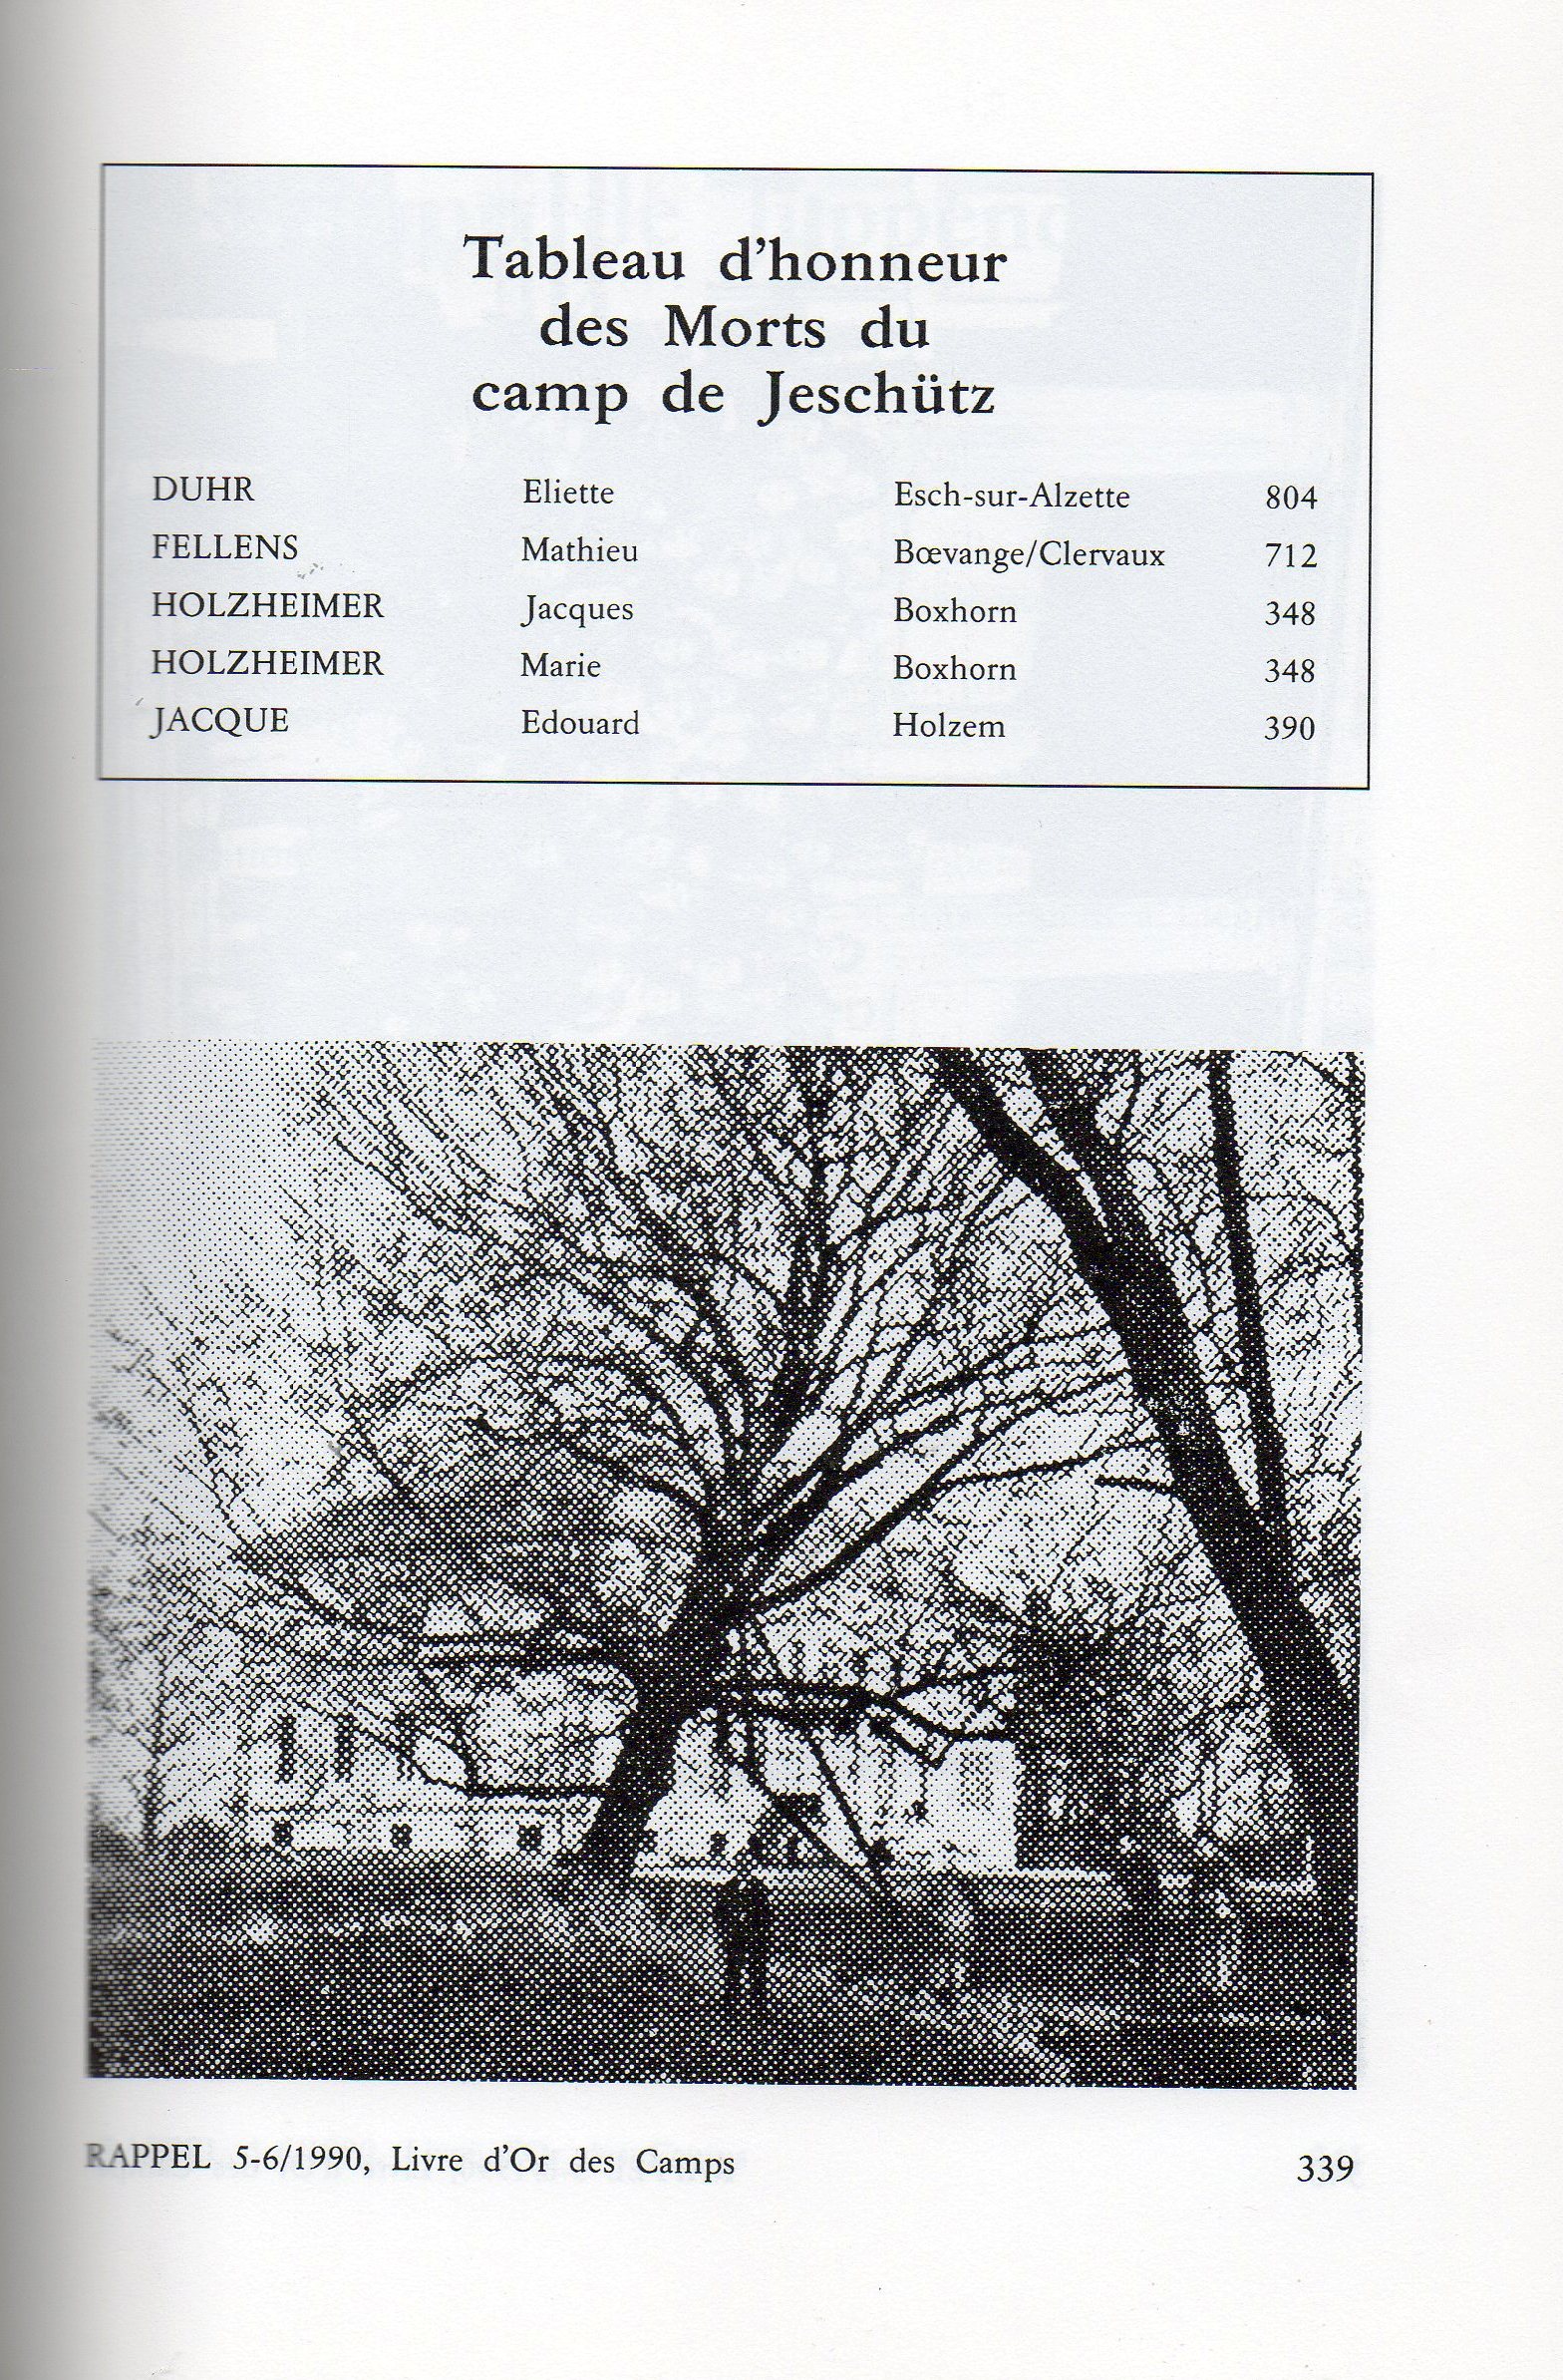 Tableau d'honneur
des Morts du
camp de Jeschütz
DUHR Eliette Esch-sur-Alzette 804
FELLENS Mathieu Bœvange/Clervaux 712
HOLZHEIMER Jacques Boxhorn 348
HOLZHEIMER Marie Boxhorn 348
JACQUE Edouard Holzem 390
RAPPEL 5-6/1990, Livre d'Or des Camps 339